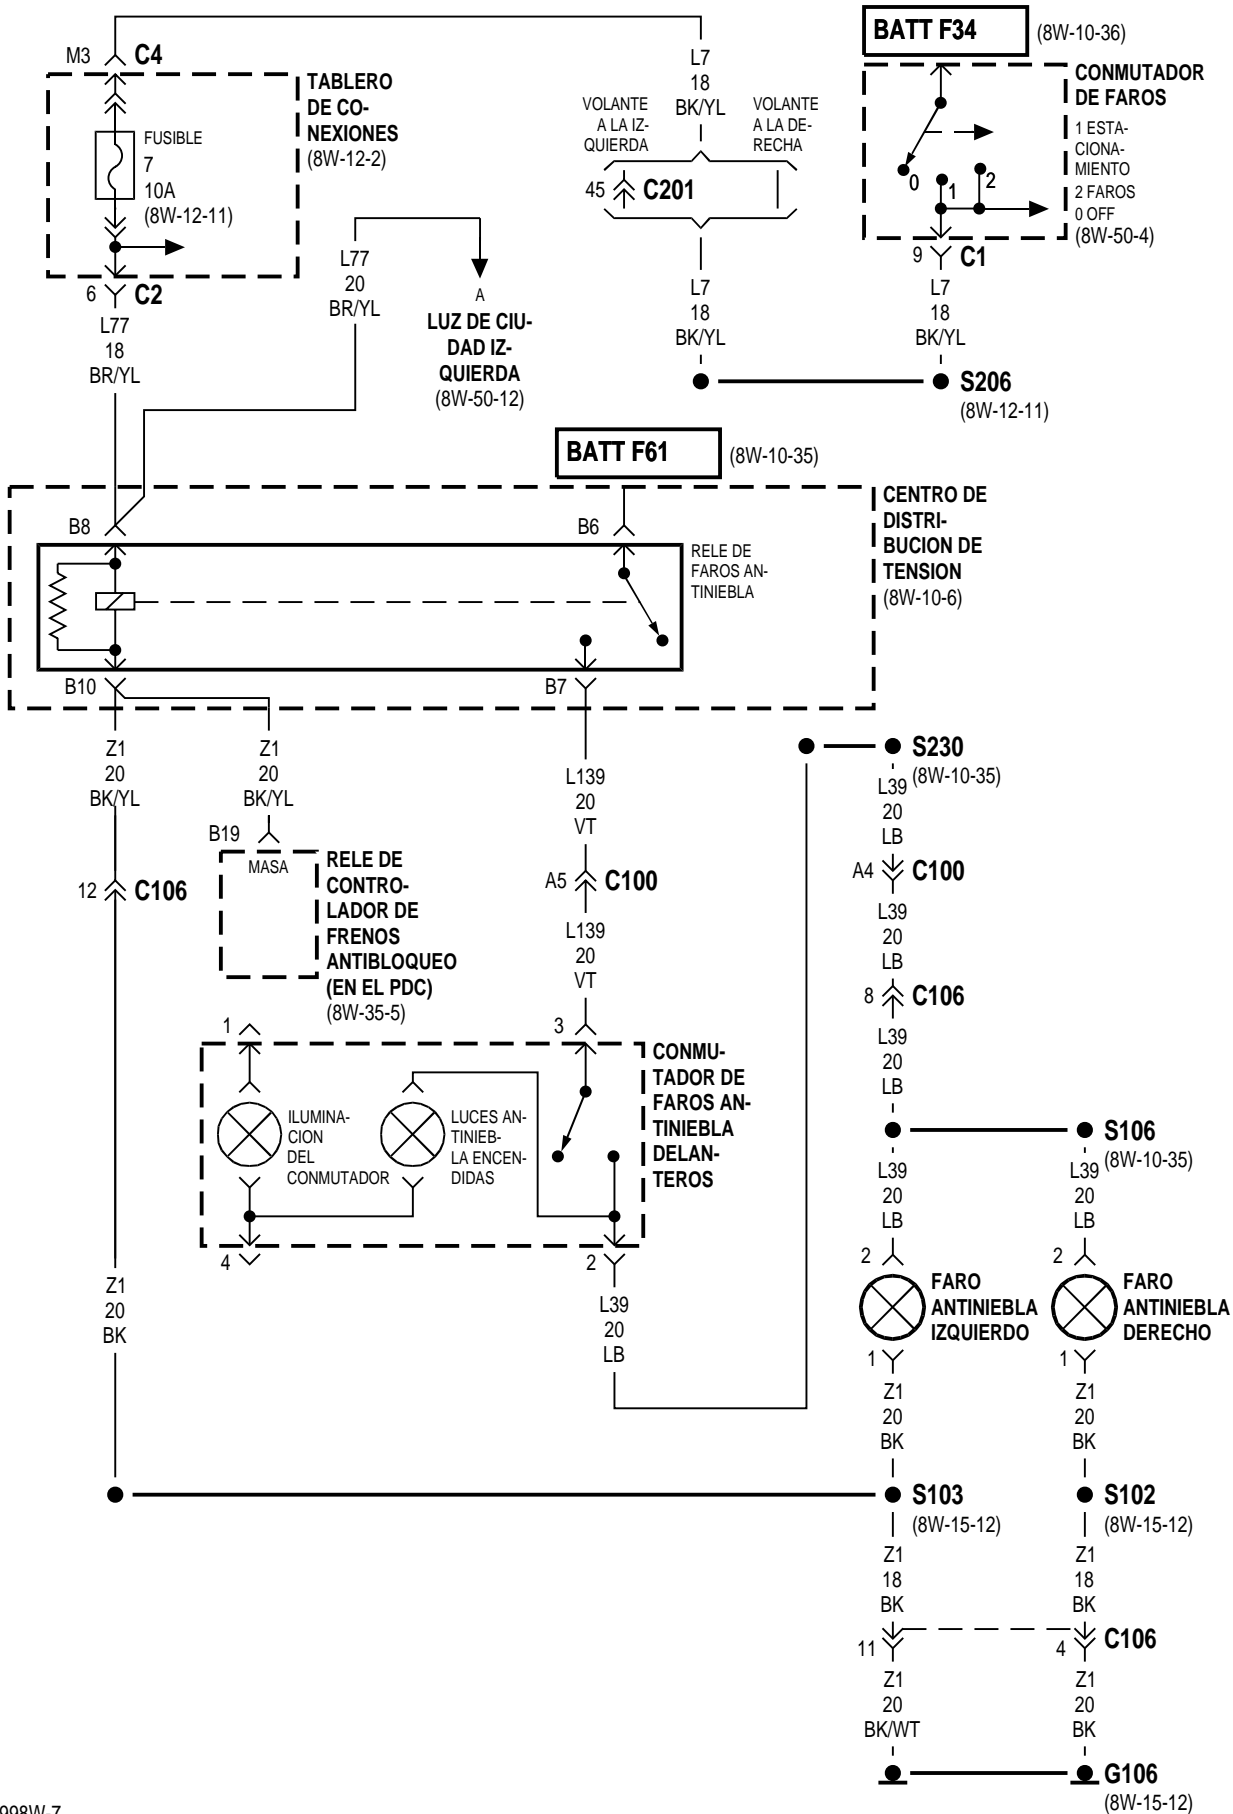 BATT F34
(8W-10-36)
M3
C4
L7
18
BK/YL
CONMUTADOR
DE FAROS
TABLERO
DE CO-
NEXIONES
(8W-12-2)
VOLANTE
A LA IZ-
QUIERDA
VOLANTE
A LA DE-
RECHA
1 ESTA-
CIONA-
MIENTO
2 FAROS
0 OFF
(8W-50-4)
FUSIBLE
7
10A
(8W-12-11)
45
C201
0
1
2
9
C1
6
C2
L77
20
BR/YL
A
LUZ DE CIU-
DAD IZ-
QUIERDA
(8W-50-12)
L7
18
BK/YL
L7
18
BK/YL
L77
18
BR/YL
S206
(8W-12-11)
BATT F61
(8W-10-35)
CENTRO DE
DISTRI-
BUCION DE
TENSION
(8W-10-6)
B8
B6
RELE DE
FAROS AN-
TINIEBLA
B10
B7
Z1
20
BK/YL
Z1
20
BK/YL
L139
20
VT
S230
(8W-10-35)
L39
20
LB
B19
MASA
RELE DE
CONTRO-
LADOR DE
FRENOS
ANTIBLOQUEO
(EN EL PDC)
(8W-35-5)
12
C106
A5
C100
A4
C100
L139
20
VT
L39
20
LB
8
C106
L39
20
LB
1
3
CONMU-
TADOR DE
FAROS AN-
TINIEBLA
DELAN-
TEROS
ILUMINA-
CION
DEL
CONMUTADOR
LUCES AN-
TINIEB-
LA ENCEN-
DIDAS
S106
(8W-10-35)
L39
20
LB
L39
20
LB
4
2
2
2
Z1
20
BK
L39
20
LB
FARO
ANTINIEBLA
IZQUIERDO
FARO
ANTINIEBLA
DERECHO
1
1
Z1
20
BK
Z1
20
BK
S103
(8W-15-12)
S102
(8W-15-12)
Z1
18
BK
Z1
18
BK
11
4
C106
Z1
20
BK/WT
Z1
20
BK
G106
(8W-15-12)